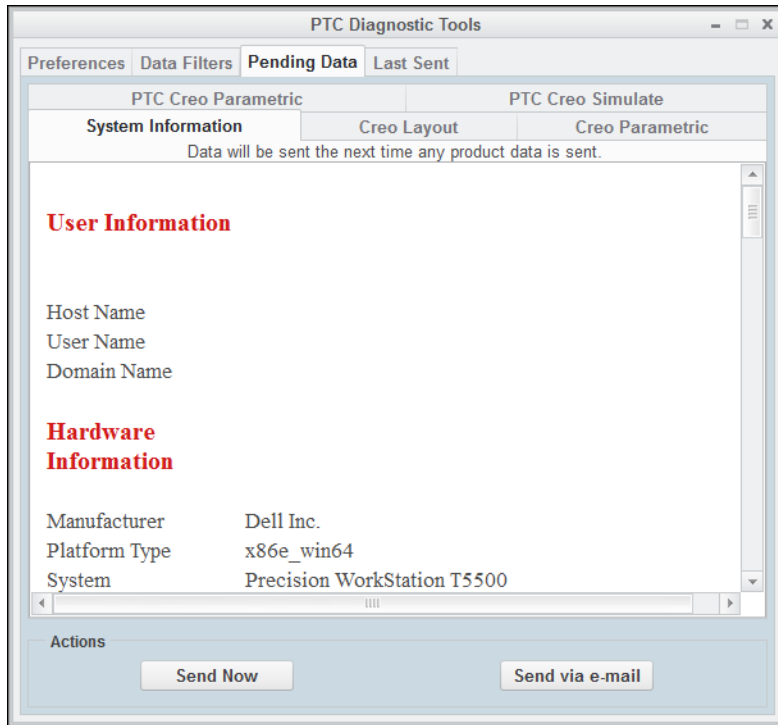 PTC Diagnostic Tools
Preferences Data Filters Pending Data Last Sent
PTC Creo Parametric PTC Creo Simulate
System Information Creo Layout Creo Parametric
Data will be sent the next time any product data is sent.
User Information
Host Name
User Name
Domain Name
Hardware
Information
Manufacturer Dell Inc.
Platform Type x86e_win64
System Precision WorkStation T5500
Actions
Send Now Send via e-mail